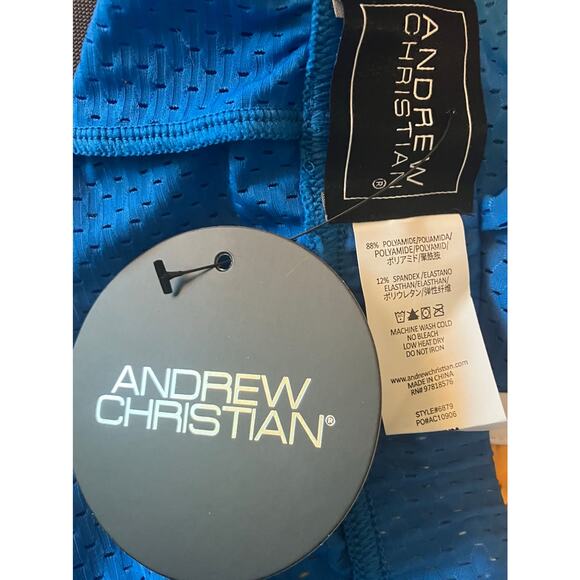 ANDREW
CHRISTIAN®
88% POLYAMIDE/POLIAMIDA/
POLYAMIDE/POLYAMID/
ポリアミド/聚酰胺
12% SPANDEX/ELASTANO
ELASTHAN/ELASTHAN/
ポリウレタン/弹性纤维
MACHINE WASH COLD
NO BLEACH
LOW HEAT DRY
DO NOT IRON
www.andrewchristian.com
MADE IN CHINA
RN# 97818576
STYLE#6879
PO#AC10906
ANDREW
CHRISTIAN®